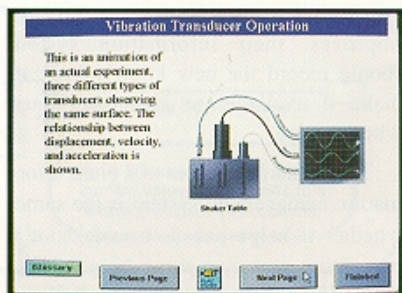 Vibration Transducer Operation
This is an animation of
an actual experiment,
three different types of
transducers observing
the same surface. The
relationship between
displacement, velocity,
and acceleration is
shown.
Shaker Table
Glossary
Previous Page
Next Page
Finished